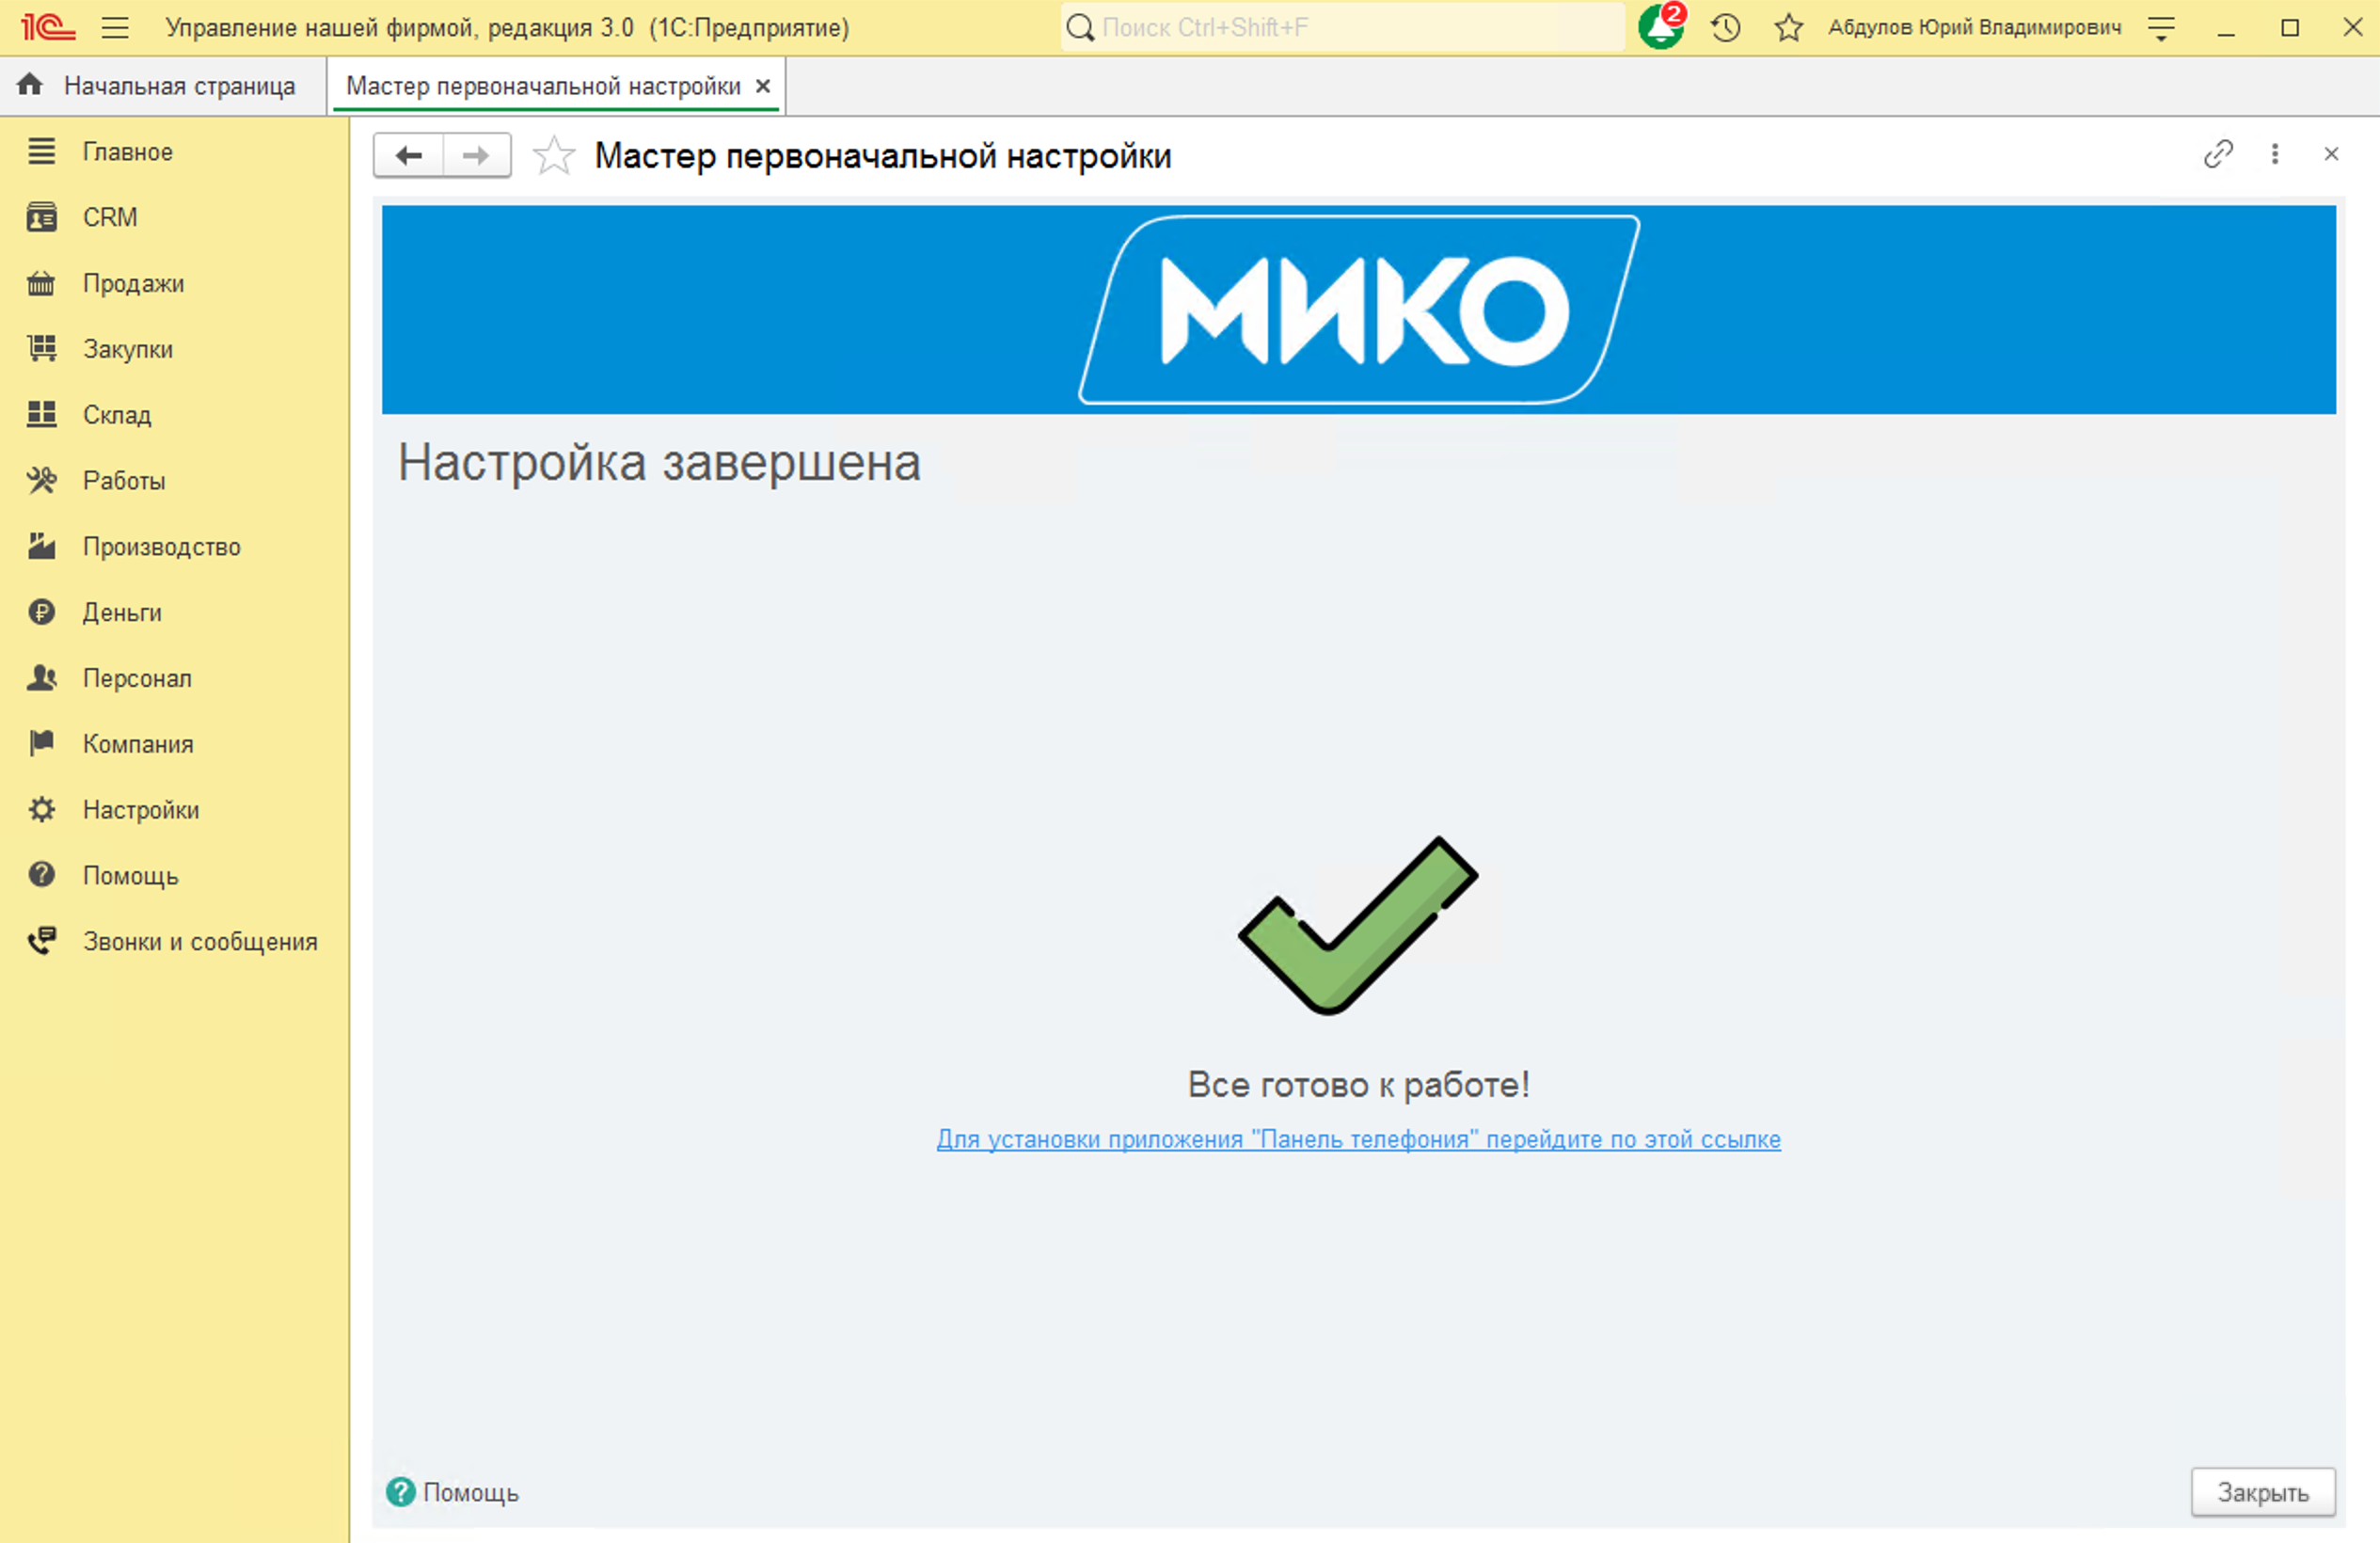 1С Управление нашей фирмой, редакция 3.0 (1С:Предприятие) Поиск Ctrl+Shift+F 2 Абдулов Юрий Владимирович
Начальная страница Мастер первоначальной настройки
Главное
CRM
Продажи
Закупки
Склад
Работы
Производство
Деньги
Персонал
Компания
Настройки
Помощь
Звонки и сообщения
Мастер первоначальной настройки
МИКО
Настройка завершена
Все готово к работе!
Для установки приложения "Панель телефония" перейдите по этой ссылке
? Помощь
Закрыть